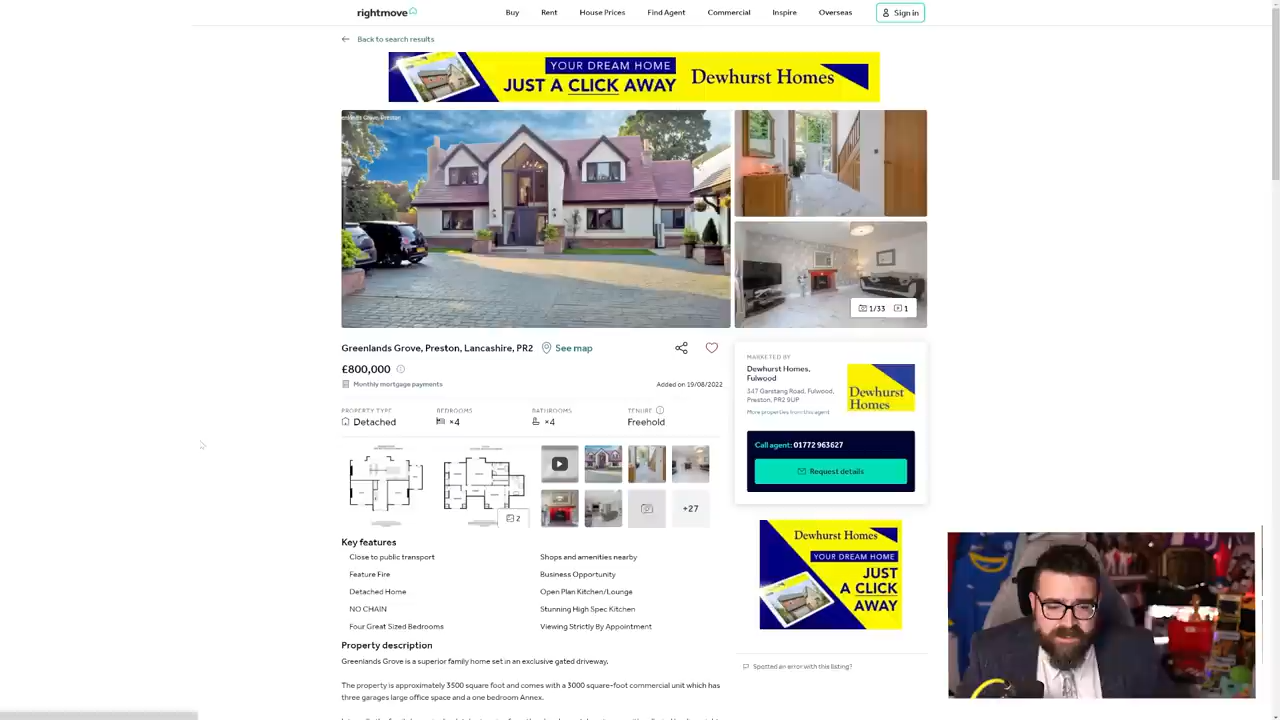 rightmove
Buy
Rent
House Prices
Find Agent
Commercial
Inspire
Overseas
Sign in
Back to search results
YOUR DREAM HOME
JUST A CLICK AWAY
Dewhurst Homes
Grove, Preston
1/33
1
Greenlands Grove, Preston, Lancashire, PR2
See map
£800,000
Monthly mortgage payments
Added on 19/08/2022
PROPERTY TYPE
BEDROOMS
BATHROOMS
TENURE
Detached
×4
×4
Freehold
2
+27
MARKETED BY
Dewhurst Homes,
Fulwood
347 Garstang Road, Fulwood,
Preston, PR2 9UP
More properties from this agent
Dewhurst
Homes
Call agent: 01772 963627
Request details
Key features
Close to public transport
Shops and amenities nearby
Feature Fire
Business Opportunity
Detached Home
Open Plan Kitchen/Lounge
NO CHAIN
Stunning High Spec Kitchen
Four Great Sized Bedrooms
Viewing Strictly By Appointment
Dewhurst Homes
YOUR DREAM HOME
JUST
A CLICK
AWAY
Property description
Greenlands Grove is a superior family home set in an exclusive gated driveway.
The property is approximately 3500 square foot and comes with a 3000 square-foot commercial unit which has
three garages large office space and a one bedroom Annex.
Spotted an error with this listing?